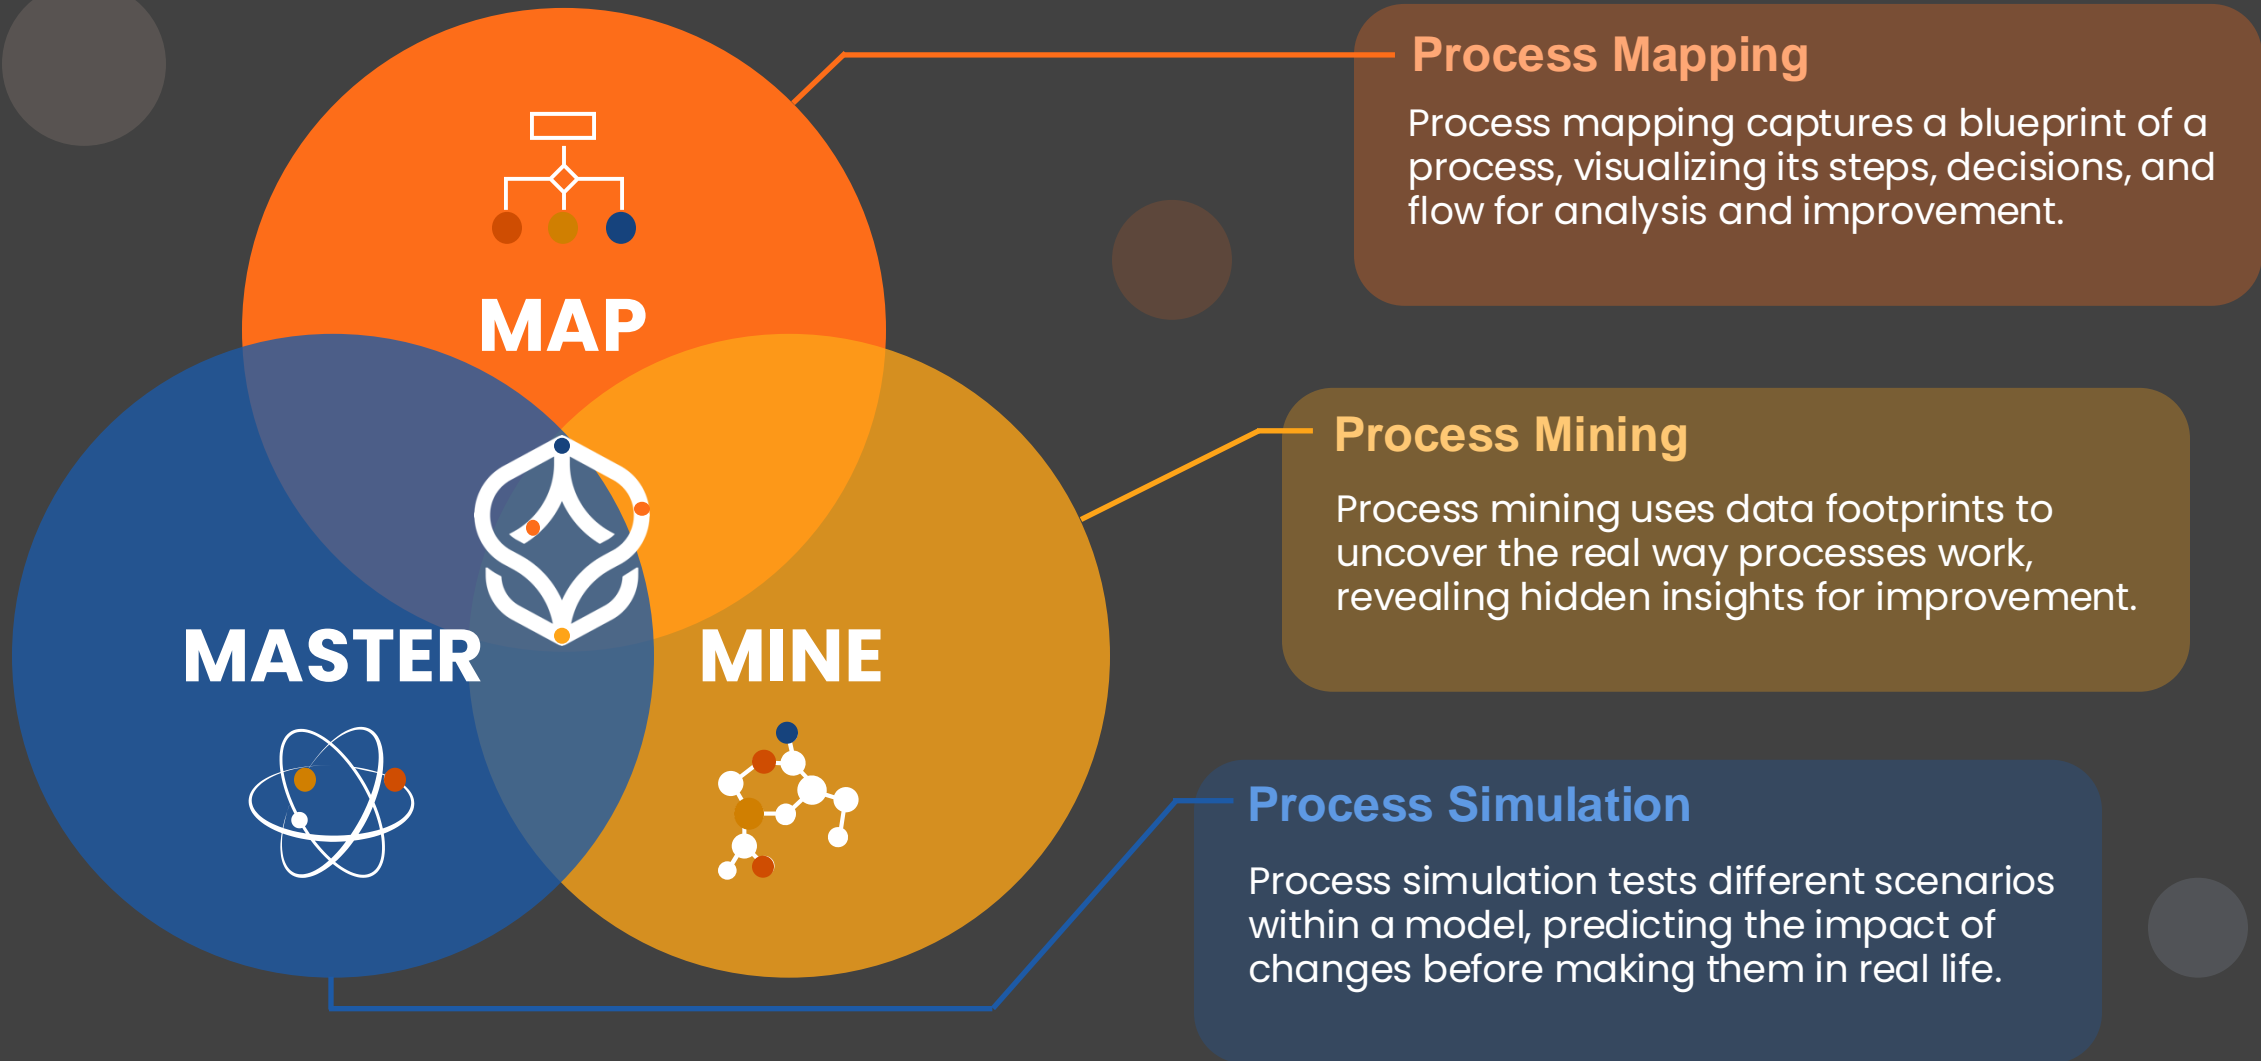 MAP
MASTER
MINE
Process Mapping
Process mapping captures a blueprint of a
process, visualizing its steps, decisions, and
flow for analysis and improvement.
Process Mining
Process mining uses data footprints to
uncover the real way processes work,
revealing hidden insights for improvement.
Process Simulation
Process simulation tests different scenarios
within a model, predicting the impact of
changes before making them in real life.